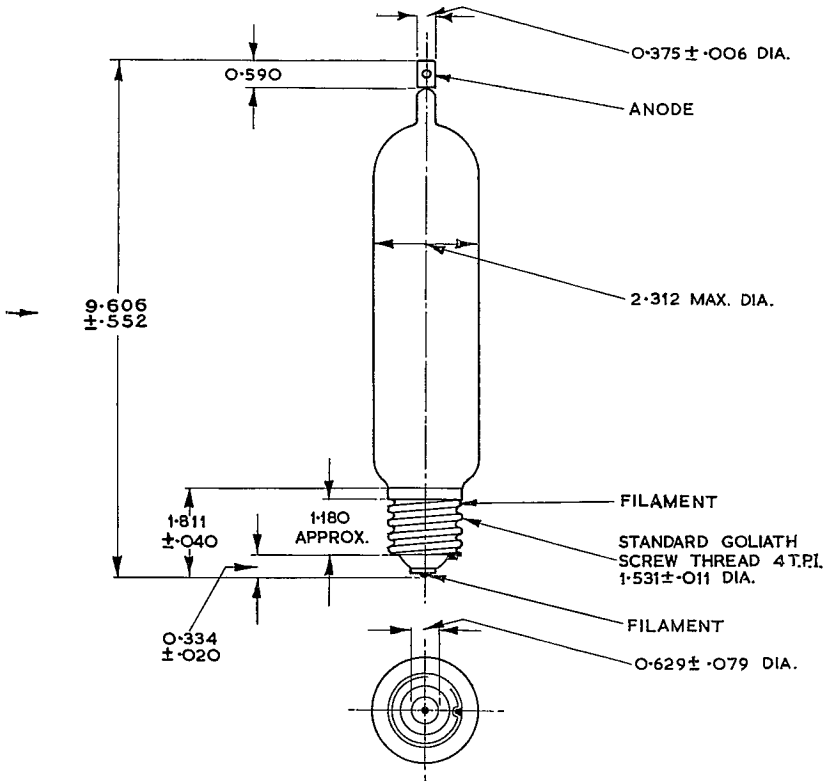 0·375 ± ·006 DIA.
0·590
ANODE
9·606
±·552
2·312 MAX. DIA.
1·811
±·040
1·180
APPROX.
FILAMENT
STANDARD GOLIATH
SCREW THREAD 4 T.P.I.
1·531±·011 DIA.
0·334
±·020
FILAMENT
0·629± ·079 DIA.